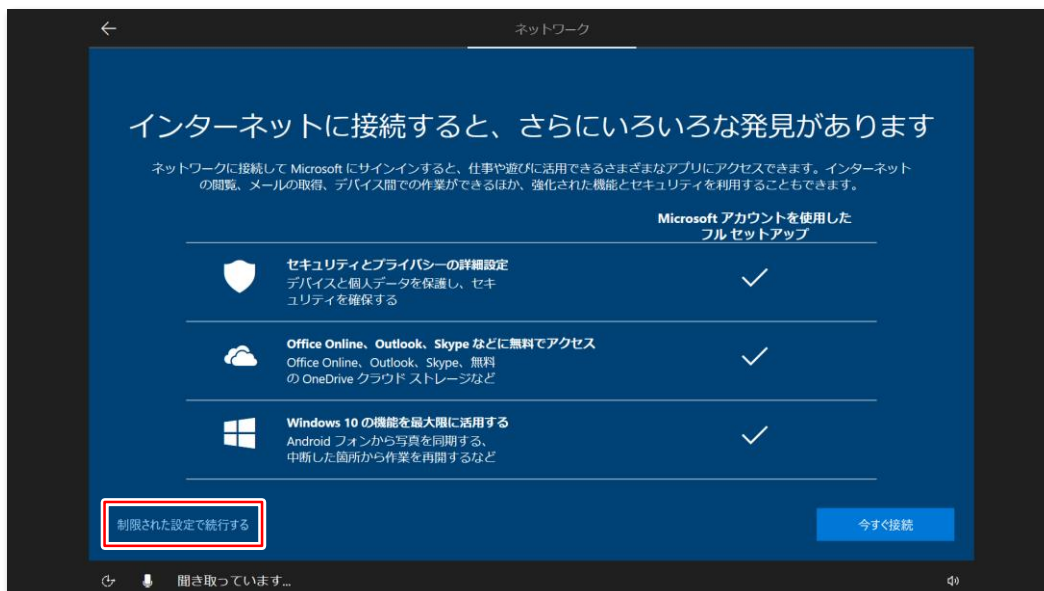 ネットワーク
インターネットに接続すると、さらにいろいろな発見があります
ネットワークに接続して Microsoft にサインインすると、仕事や遊びに活用できるさまざまなアプリにアクセスできます。インターネット
の閲覧、メールの取得、デバイス間での作業ができるほか、強化された機能とセキュリティを利用することもできます。
Microsoft アカウントを使用した
フル セットアップ
セキュリティとプライバシーの詳細設定
デバイスと個人データを保護し、セキ
ュリティを確保する
Office Online、Outlook、Skype などに無料でアクセス
Office Online、Outlook、Skype、無料
の OneDrive クラウド ストレージなど
Windows 10 の機能を最大限に活用する
Android フォンから写真を同期する、
中断した箇所から作業を再開するなど
制限された設定で続行する
今すぐ接続
聞き取っています...